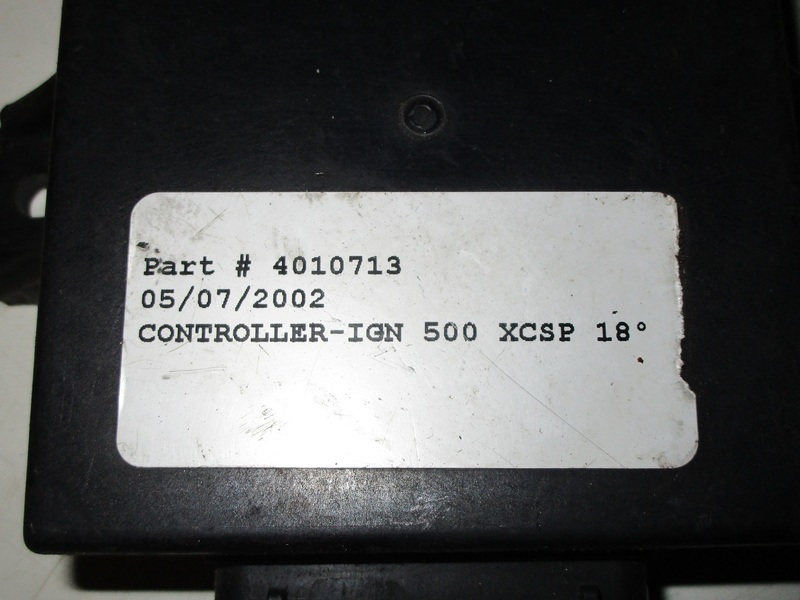 Part # 4010713
05/07/2002
CONTROLLER-IGN 500 XCSP 18°